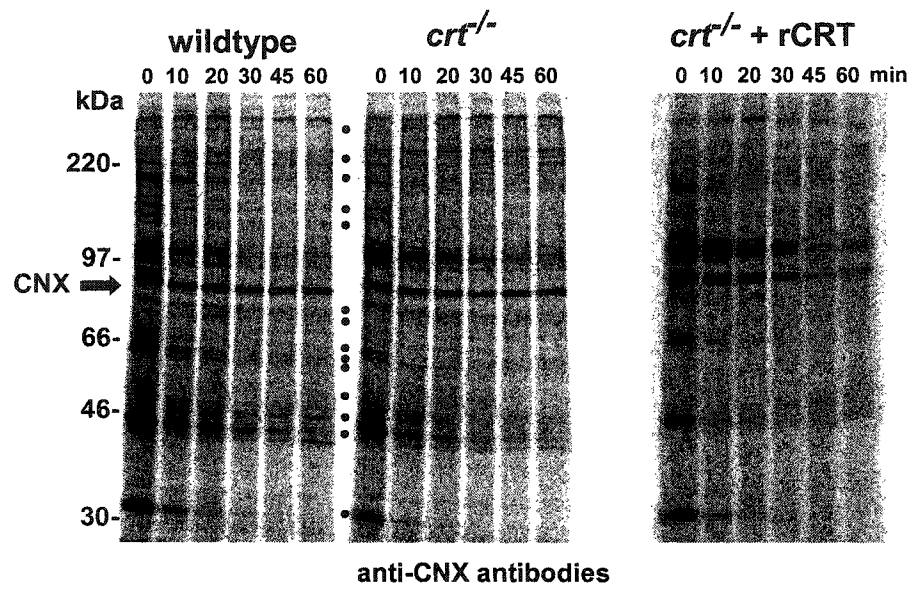 wildtype crt-/- crt-/- + rCRT
0 10 20 30 45 60 0 10 20 30 45 60 0 10 20 30 45 60 min
kDa
220-
97-
CNX
66-
46-
30-
anti-CNX antibodies